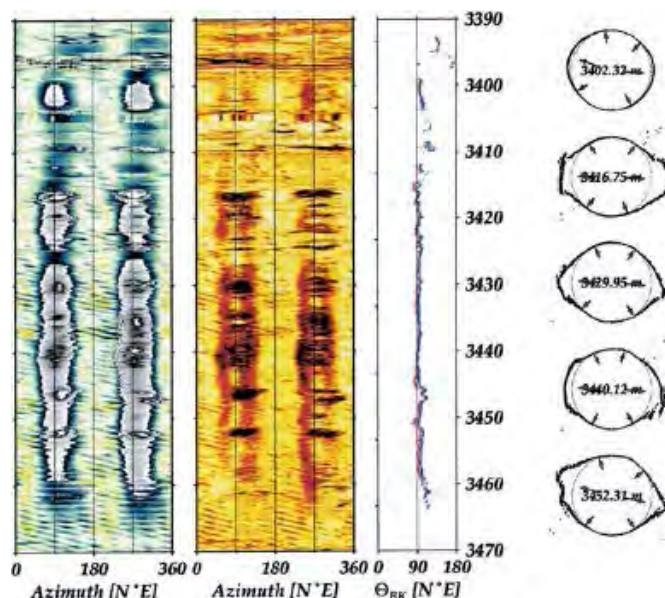 3390
3400
3410
3420
3430
3440
3450
3460
3470
3402.32 m
3416.75 m
3429.95 m
3440.12 m
3452.31 m
0 180 360 0 180 360 0 90 180
Azimuth [N°E] Azimuth [N°E] ΘBK [N°E]